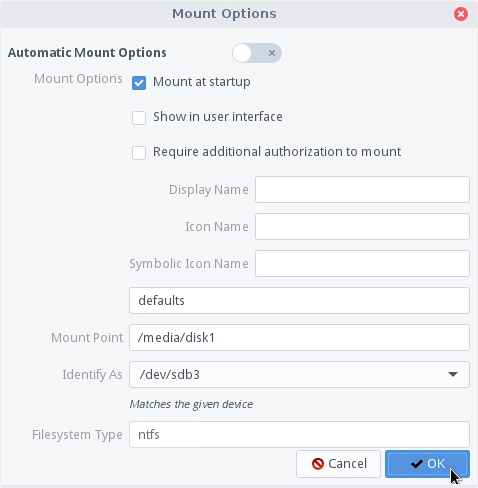 Mount Options
Automatic Mount Options
Mount Options
Mount at startup
Show in user interface
Require additional authorization to mount
Display Name
Icon Name
Symbolic Icon Name
defaults
Mount Point /media/disk1
Identify As /dev/sdb3
Matches the given device
Filesystem Type ntfs
Cancel OK